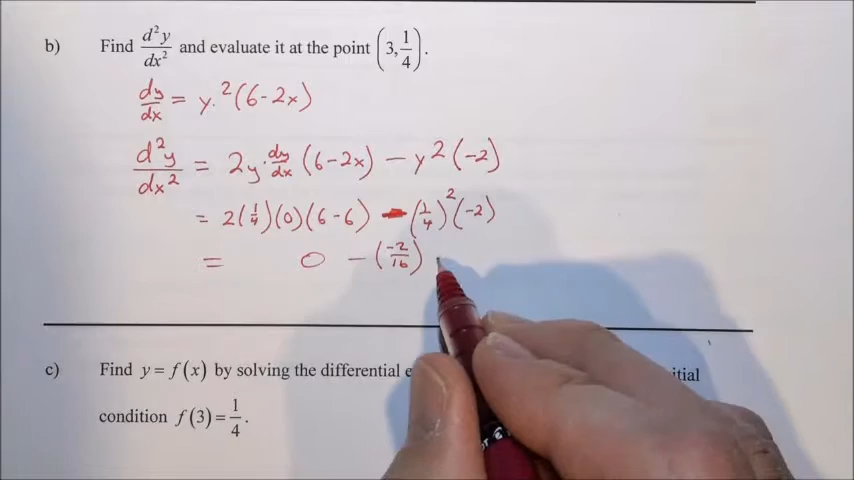 b) Find d²y/dx² and evaluate it at the point (3, 1/4).
dy/dx = y·²(6-2x)
d²y/dx² = 2y·dy/dx (6-2x) - y²(-2)
= 2(1/4)(0)(6-6) - (1/4)²(-2)
= 0 - (-2/16)
c) Find y = f(x) by solving the differential e itial
condition f(3) = 1/4.